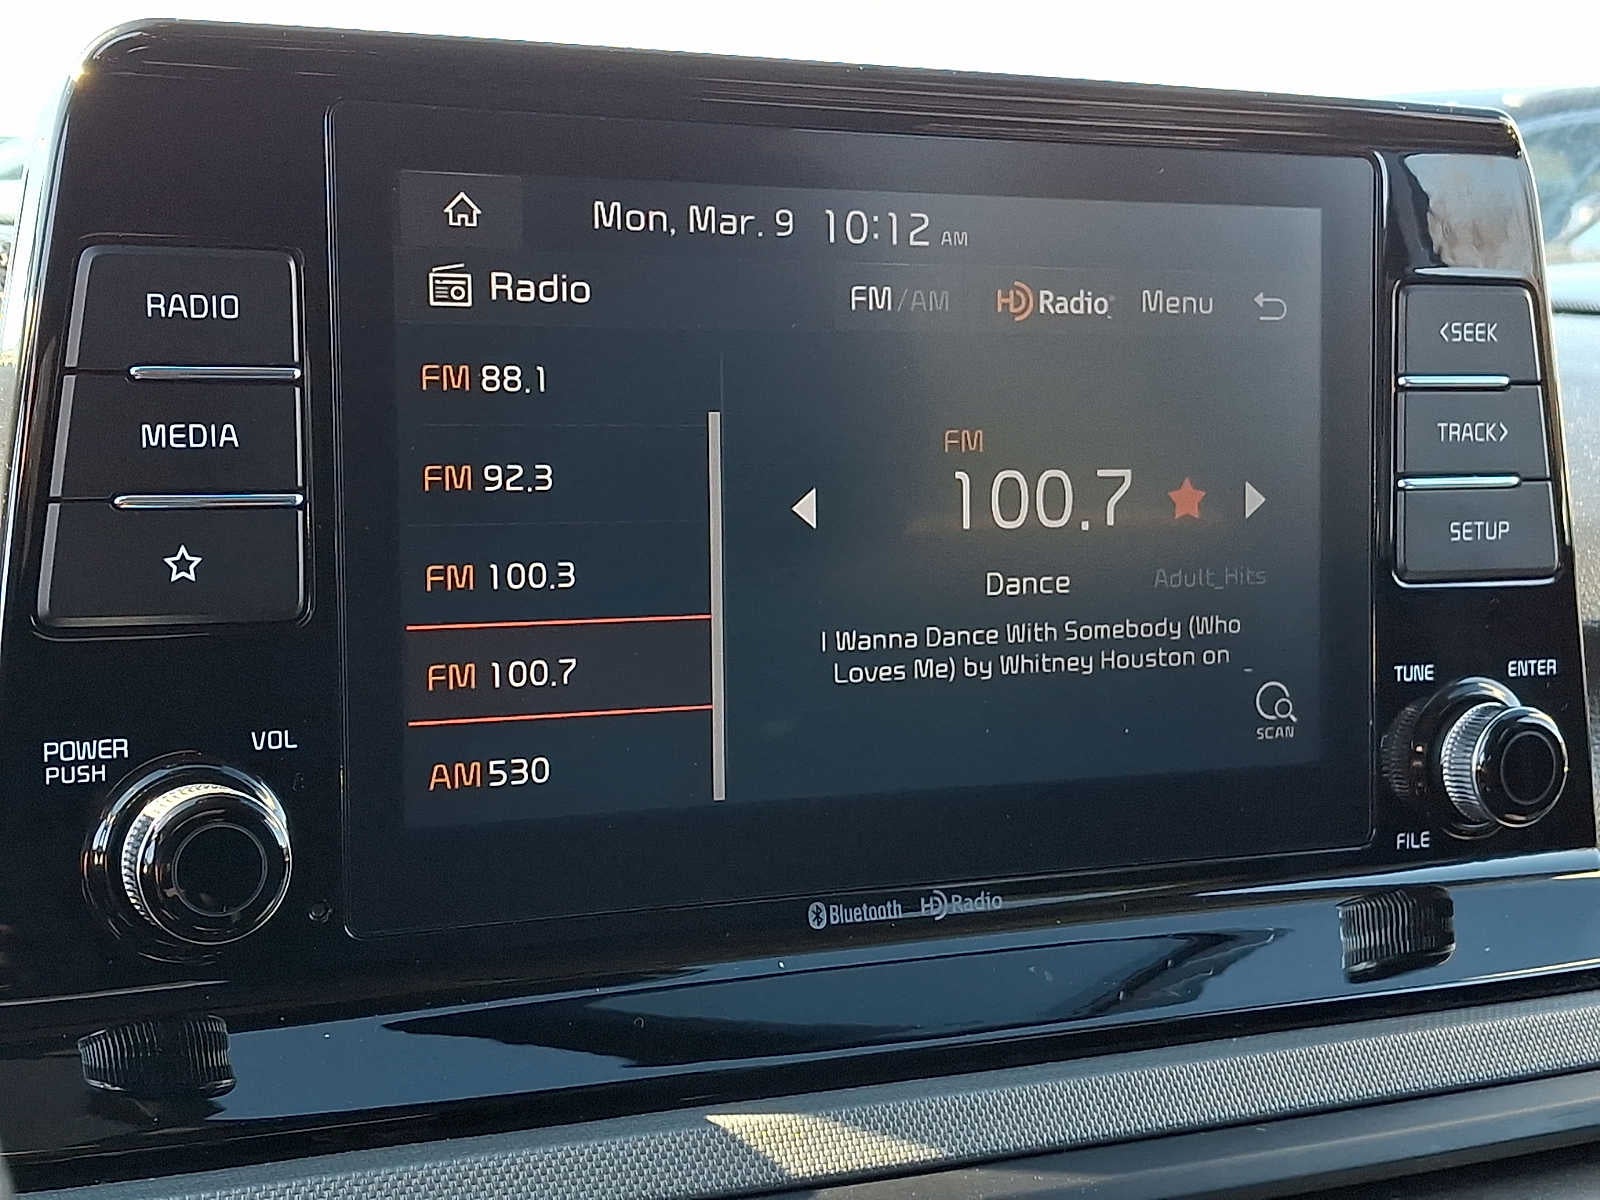 Mon, Mar. 9 10:12 AM
Radio FM/AM HD Radio Menu
FM 88.1
FM 92.3
FM 100.3
FM 100.7
AM 530
FM
100.7
Dance Adult_Hits
I Wanna Dance With Somebody (Who
Loves Me) by Whitney Houston on _
SCAN
RADIO
MEDIA
POWER
PUSH
VOL
<SEEK
TRACK>
SETUP
TUNE
ENTER
FILE
Bluetooth HD Radio